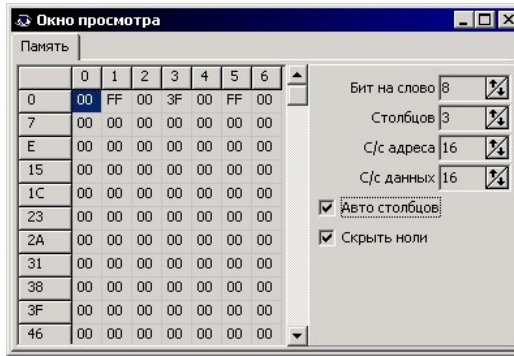 Окно просмотра
Память
0 1 2 3 4 5 6
0 00 FF 00 3F 00 FF 00
7 00 00 00 00 00 00 00
E 00 00 00 00 00 00 00
15 00 00 00 00 00 00 00
1C 00 00 00 00 00 00 00
23 00 00 00 00 00 00 00
2A 00 00 00 00 00 00 00
31 00 00 00 00 00 00 00
38 00 00 00 00 00 00 00
3F 00 00 00 00 00 00 00
46 00 00 00 00 00 00 00
Бит на слово 8
Столбцов 3
С/с адреса 16
С/с данных 16
Авто столбцов
Скрыть ноли